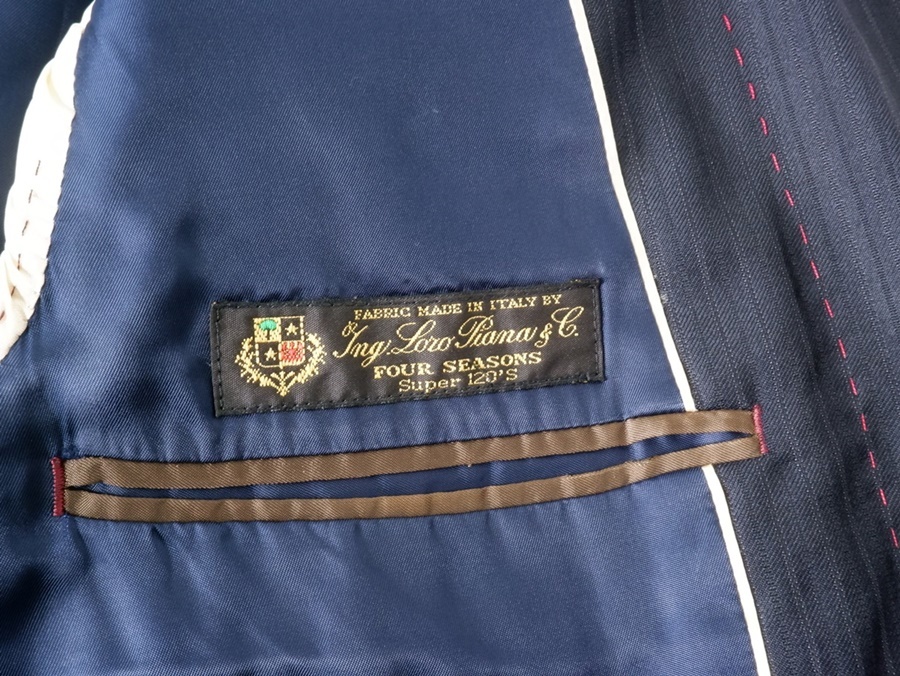 FABRIC MADE IN ITALY BY
Ing. Loro Piana & C.
FOUR SEASONS
Super 120'S